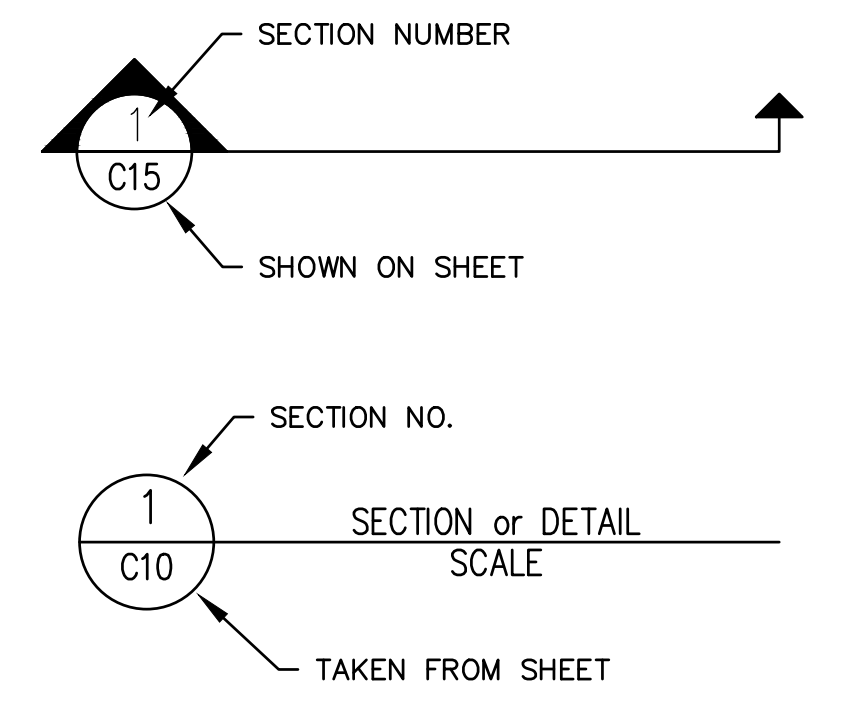 SECTION NUMBER
1
C15
SHOWN ON SHEET
SECTION NO.
1
SECTION or DETAIL
C10
SCALE
TAKEN FROM SHEET